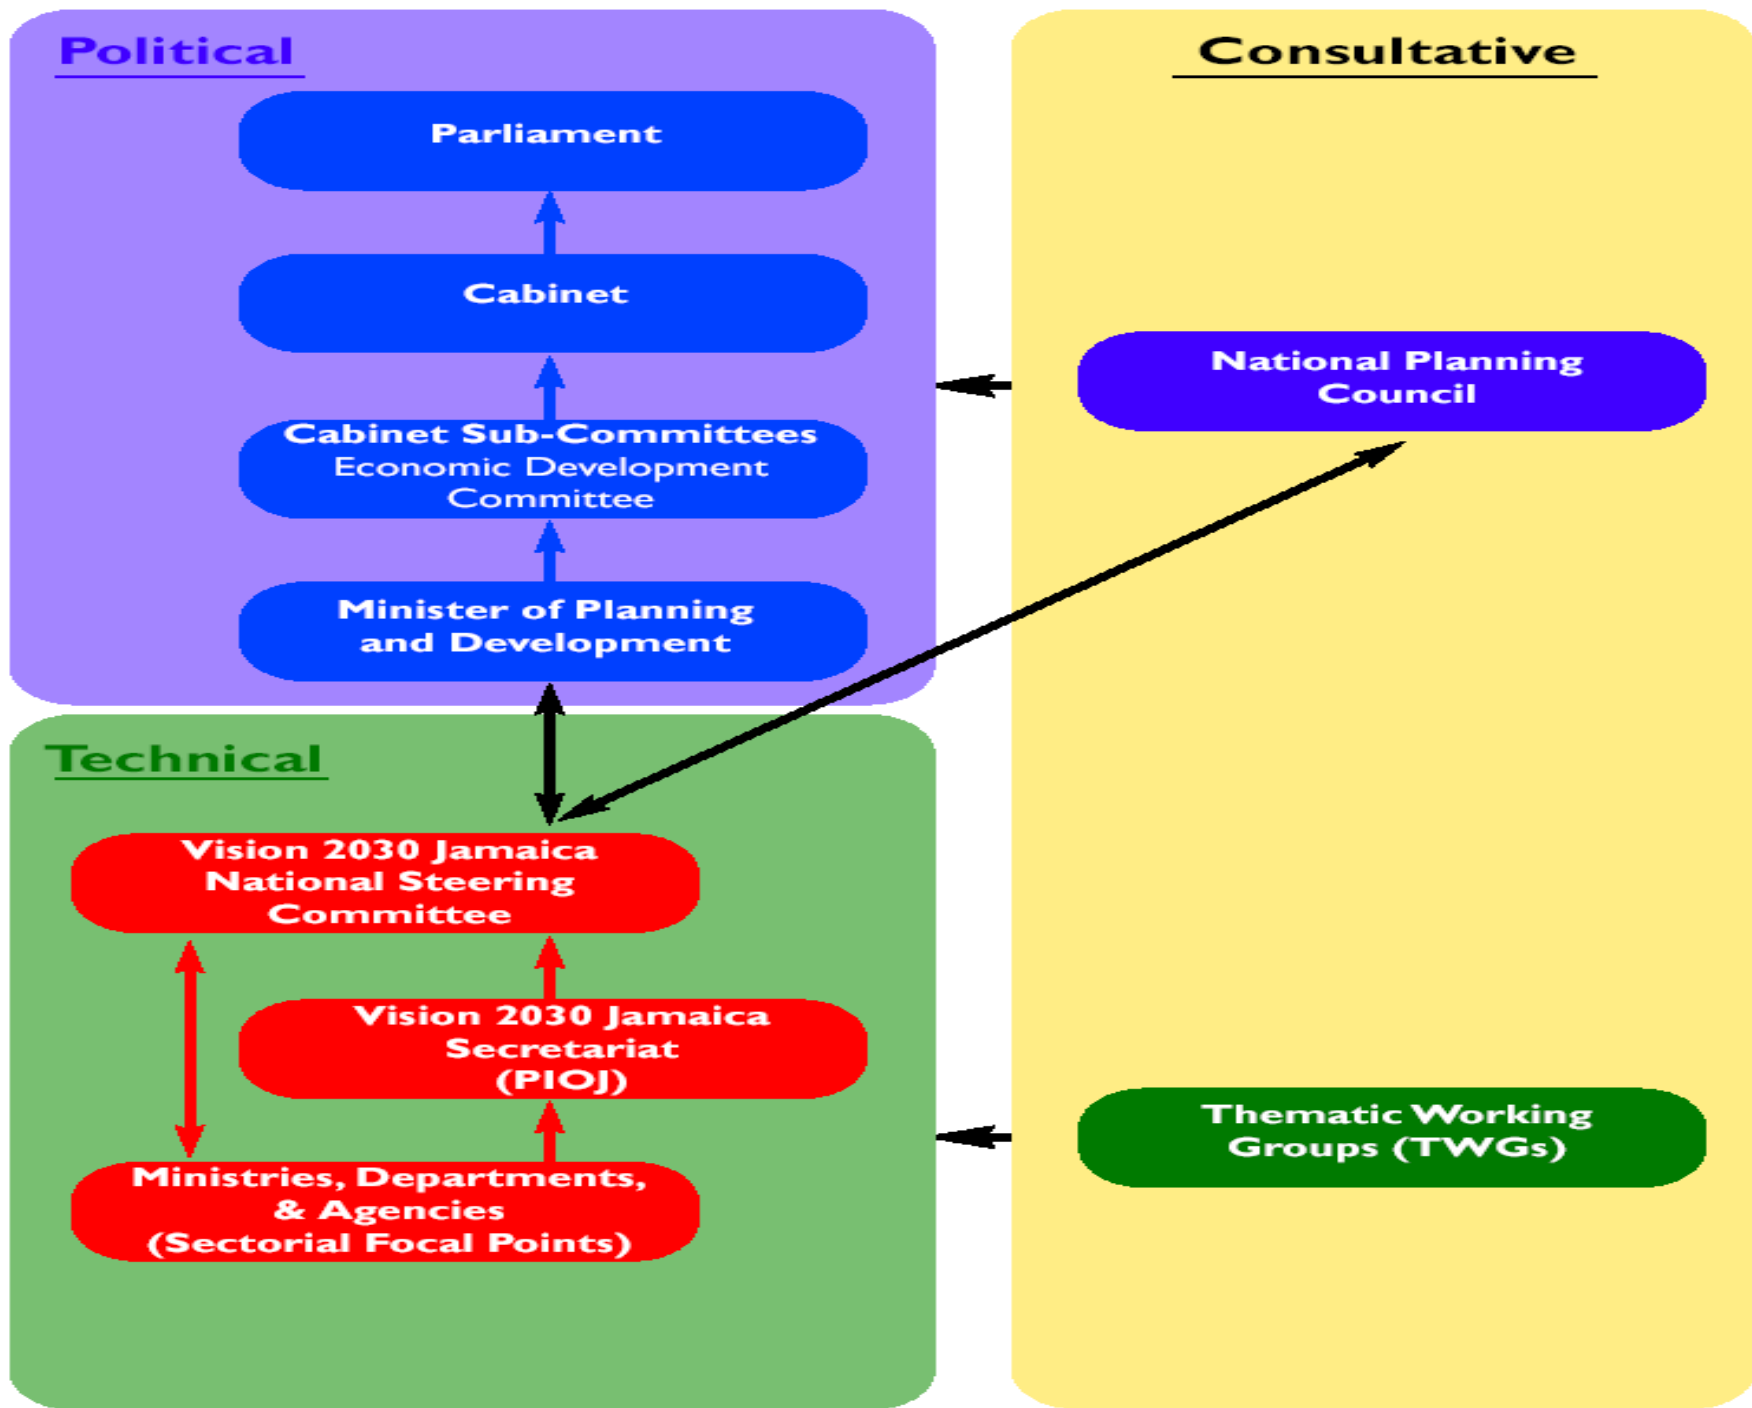 Political
Parliament
Cabinet
Cabinet Sub-Committees
Economic Development
Committee
Minister of Planning
and Development
Technical
Vision 2030 Jamaica
National Steering
Committee
Vision 2030 Jamaica
Secretariat
(PIOJ)
Ministries, Departments,
& Agencies
(Sectorial Focal Points)
Consultative
National Planning
Council
Thematic Working
Groups (TWGs)